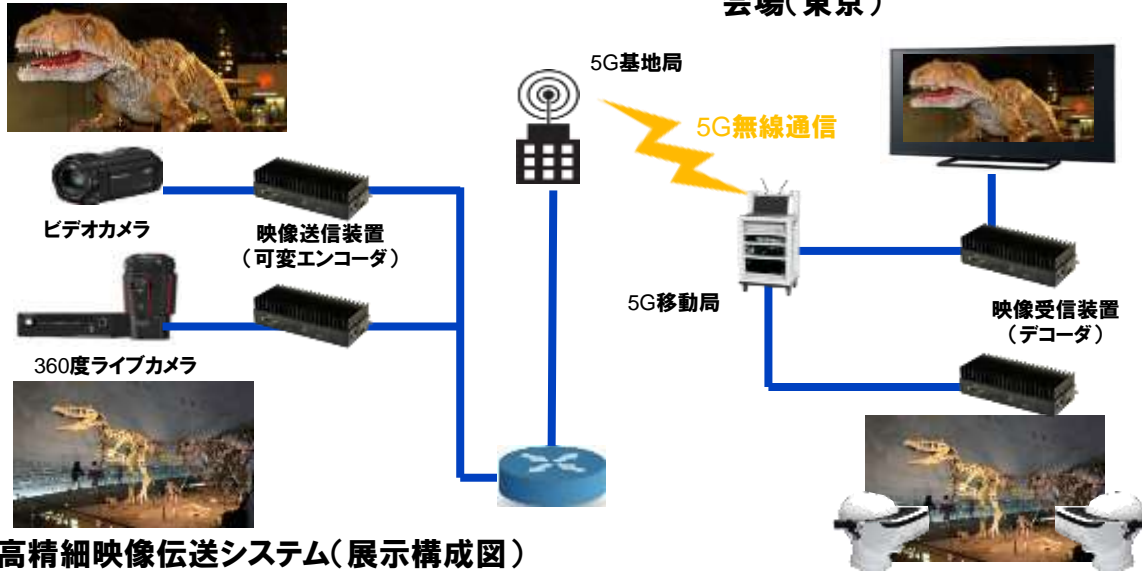 会場（東京）
5G基地局
5G無線通信
ビデオカメラ
映像送信装置
（可変エンコーダ）
5G移動局
映像受信装置
（デコーダ）
360度ライブカメラ
高精細映像伝送システム（展示構成図）